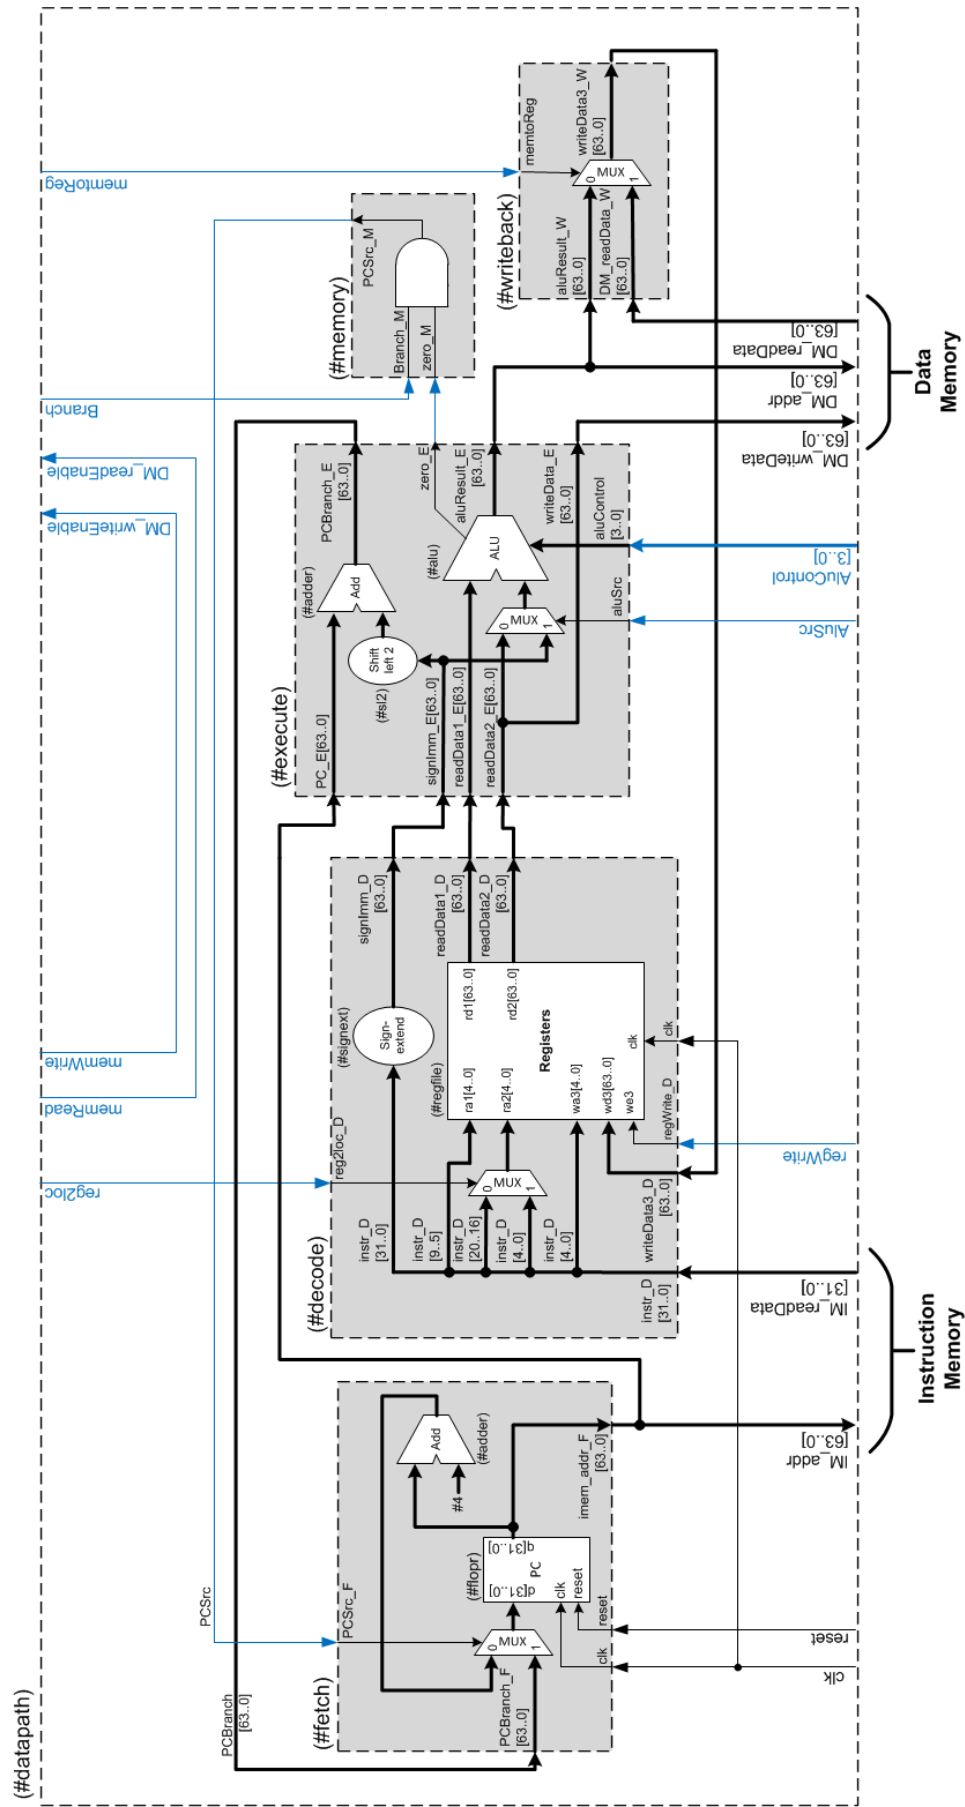 (#datapath)
PCBranch
[63..0]
PCSrc
(#fetch)
PCSrc_F
PCBranch_F
[63..0]
MUX
0
1
(#flopr)
d[31..0]
q[31..0]
PC
clk
reset
clk
reset
clk
reset
#4
Add
(#adder)
imem_addr_F
[63..0]
IM_addr
[63..0]
IM_readData
[31..0]
Instruction
Memory
(#decode)
reg2loc
reg2loc_D
instr_D
[31..0]
instr_D
[31..0]
instr_D
[9..5]
instr_D
[20..16]
instr_D
[4..0]
instr_D
[4..0]
writeData3_D
[63..0]
MUX
0
1
(#signext)
Sign-
extend
(#regfile)
ra1[4..0]
ra2[4..0]
wa3[4..0]
wd3[63..0]
we3
clk
Registers
rd1[63..0]
rd2[63..0]
regWrite_D
clk
regWrite
signImm_D
[63..0]
readData1_D
[63..0]
readData2_D
[63..0]
memRead
memWrite
(#execute)
PC_E[63..0]
signImm_E[63..0]
readData1_E[63..0]
readData2_E[63..0]
(#sl2)
Shift
left 2
(#adder)
Add
MUX
0
1
(#alu)
ALU
PCBranch_E
[63..0]
zero_E
aluResult_E
[63..0]
writeData_E
[63..0]
aluControl
[3..0]
aluSrc
AluSrc
AluControl
[3..0]
DM_writeEnable
DM_readEnable
Branch
(#memory)
Branch_M
zero_M
PCSrc_M
memtoReg
(#writeback)
memtoReg
aluResult_W
[63..0]
DM_readData_W
[63..0]
MUX
0
1
writeData3_W
[63..0]
DM_writeData
[63..0]
DM_addr
[63..0]
DM_readData
[63..0]
Data
Memory